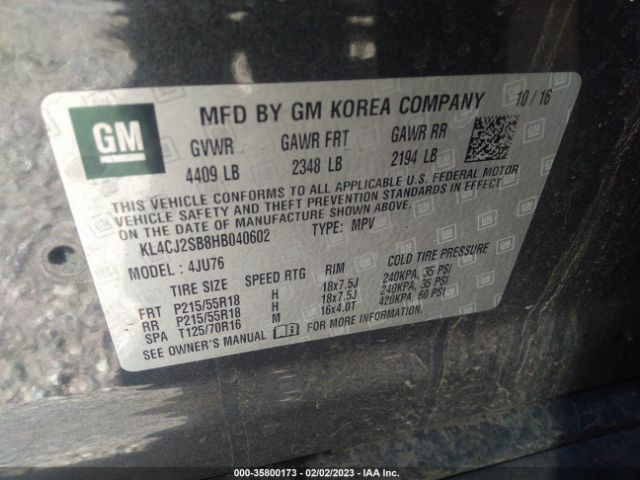 GM
MFD BY GM KOREA COMPANY 10/16
GVWR GAWR FRT GAWR RR
4409 LB 2348 LB 2194 LB
THIS VEHICLE CONFORMS TO ALL APPLICABLE U.S. FEDERAL MOTOR
VEHICLE SAFETY AND THEFT PREVENTION STANDARDS IN EFFECT
ON THE DATE OF MANUFACTURE SHOWN ABOVE.
KL4CJ2SB8HB040602 TYPE: MPV
MODEL: 4JU76
TIRE SIZE SPEED RTG RIM COLD TIRE PRESSURE
FRT P215/55R18 H 18x7.5J 240KPA, 35 PSI
RR P215/55R18 H 18x7.5J 240KPA, 35 PSI
SPA T125/70R16 M 16x4.0T 420KPA, 60 PSI
SEE OWNER'S MANUAL FOR MORE INFORMATION.
000-35800173 - 02/02/2023 - IAA Inc.